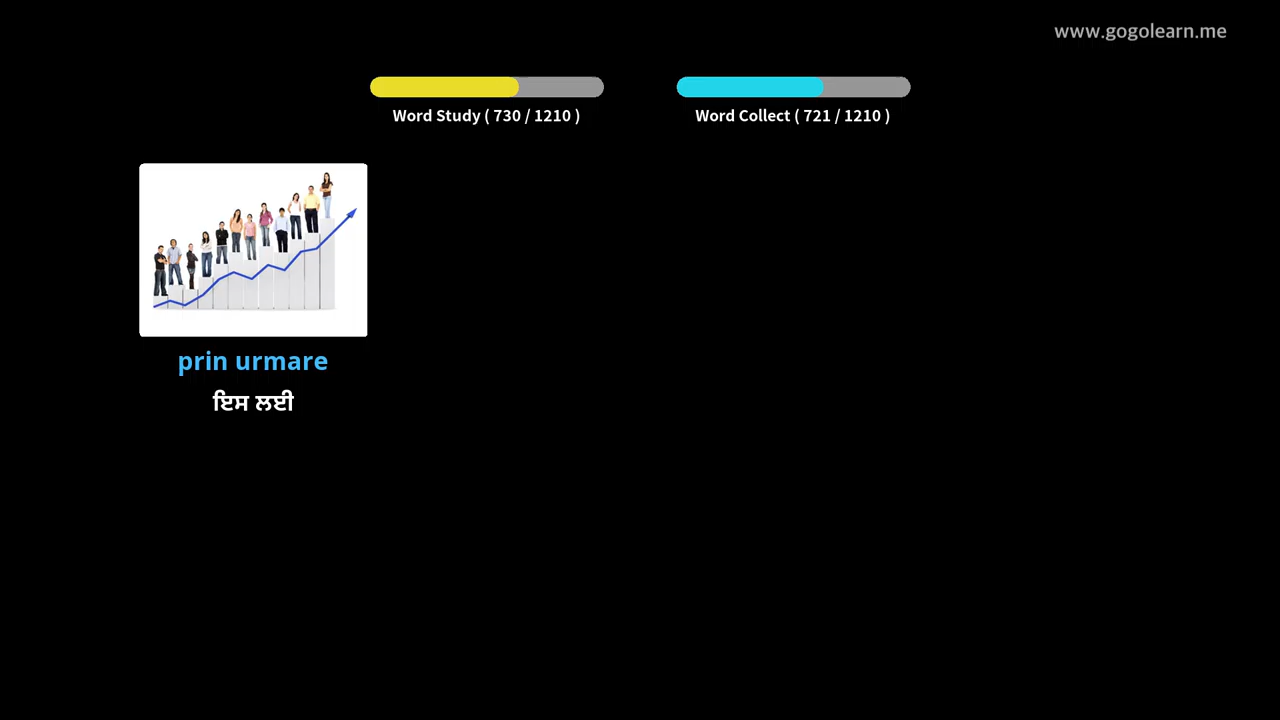 www.gogolearn.me
Word Study ( 730 / 1210 )
Word Collect ( 721 / 1210 )
prin urmare
ਇਸ ਲਈ